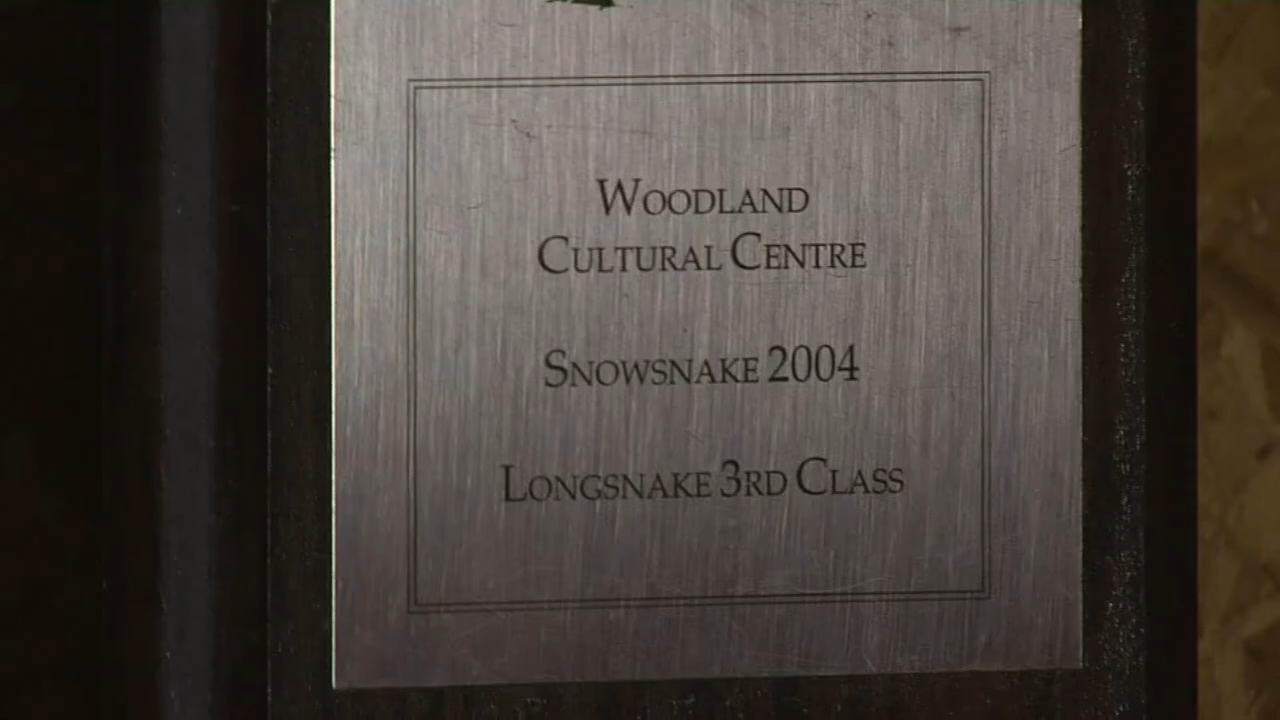 WOODLAND
CULTURAL CENTRE
SNOWSNAKE 2004
LONGSNAKE 3RD CLASS